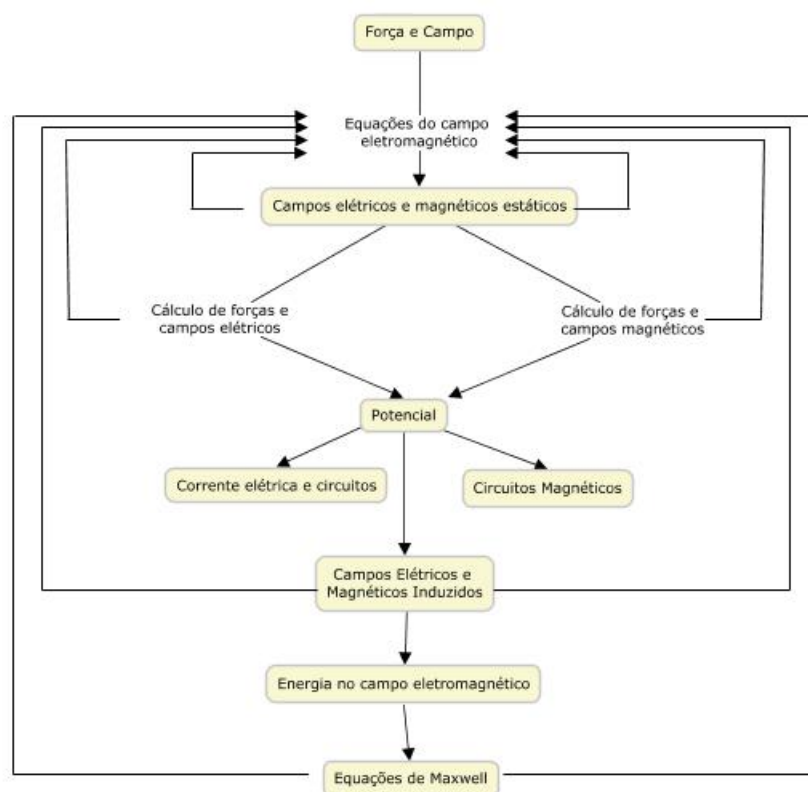 Força e Campo
Equações do campo
eletromagnético
Campos elétricos e magnéticos estáticos
Cálculo de forças e
campos elétricos
Cálculo de forças e
campos magnéticos
Potencial
Corrente elétrica e circuitos
Circuitos Magnéticos
Campos Elétricos e
Magnéticos Induzidos
Energia no campo eletromagnético
Equações de Maxwell